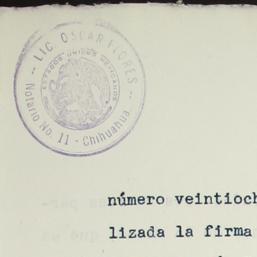 LIC. OSCAR FLORES
ESTADOS UNIDOS MEXICANOS
Notario No. 11 - Chihuahua.
número veintioch
lizada la firma